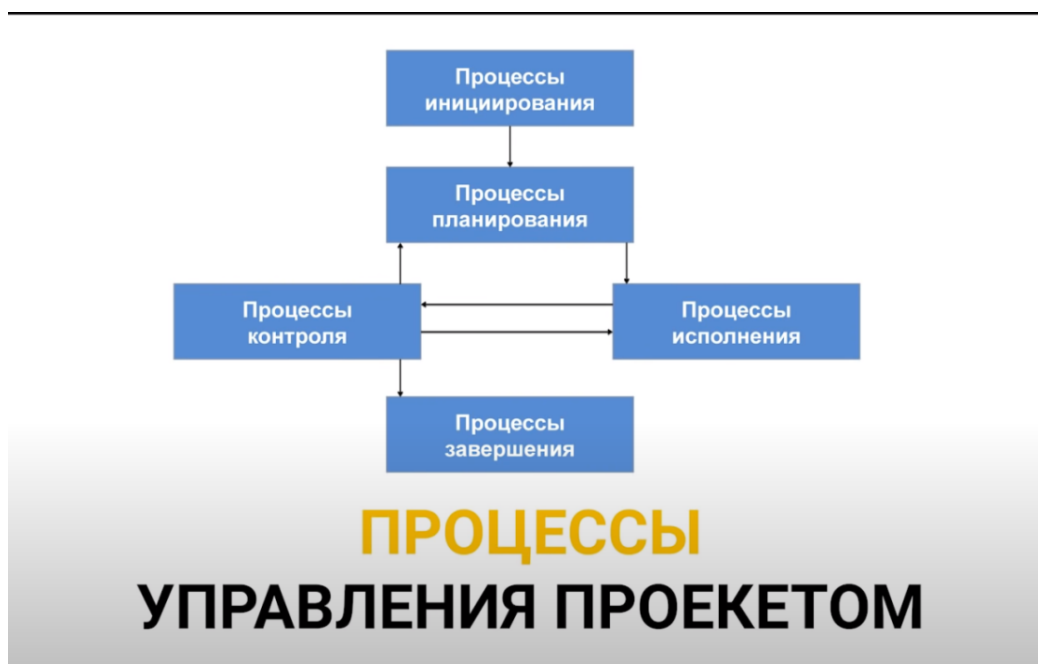 Процессы
инициирования
Процессы
планирования
Процессы
контроля
Процессы
исполнения
Процессы
завершения
ПРОЦЕССЫ
УПРАВЛЕНИЯ ПРОЕКЕТОМ